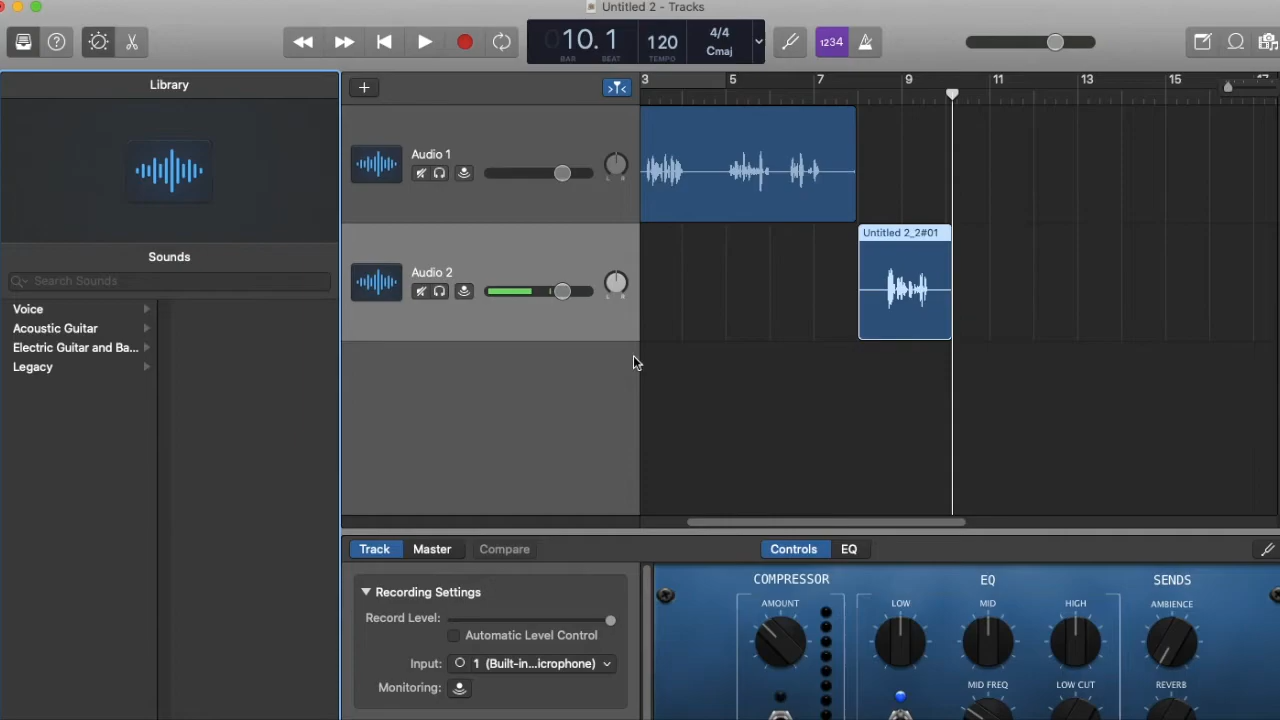 Untitled 2 - Tracks
10.1
BAR
BEAT
120
TEMPO
4/4
Cmaj
1234
Library
Sounds
Search Sounds
Voice
Acoustic Guitar
Electric Guitar and Ba...
Legacy
3
5
7
9
11
13
15
17
Audio 1
L
R
Audio 2
L
R
Untitled 2_2#01
Track
Master
Compare
Controls
EQ
Recording Settings
Record Level:
Automatic Level Control
Input:
1 (Built-in...icrophone)
Monitoring:
COMPRESSOR
AMOUNT
EQ
LOW
MID
HIGH
MID FREQ
LOW CUT
SENDS
AMBIENCE
REVERB